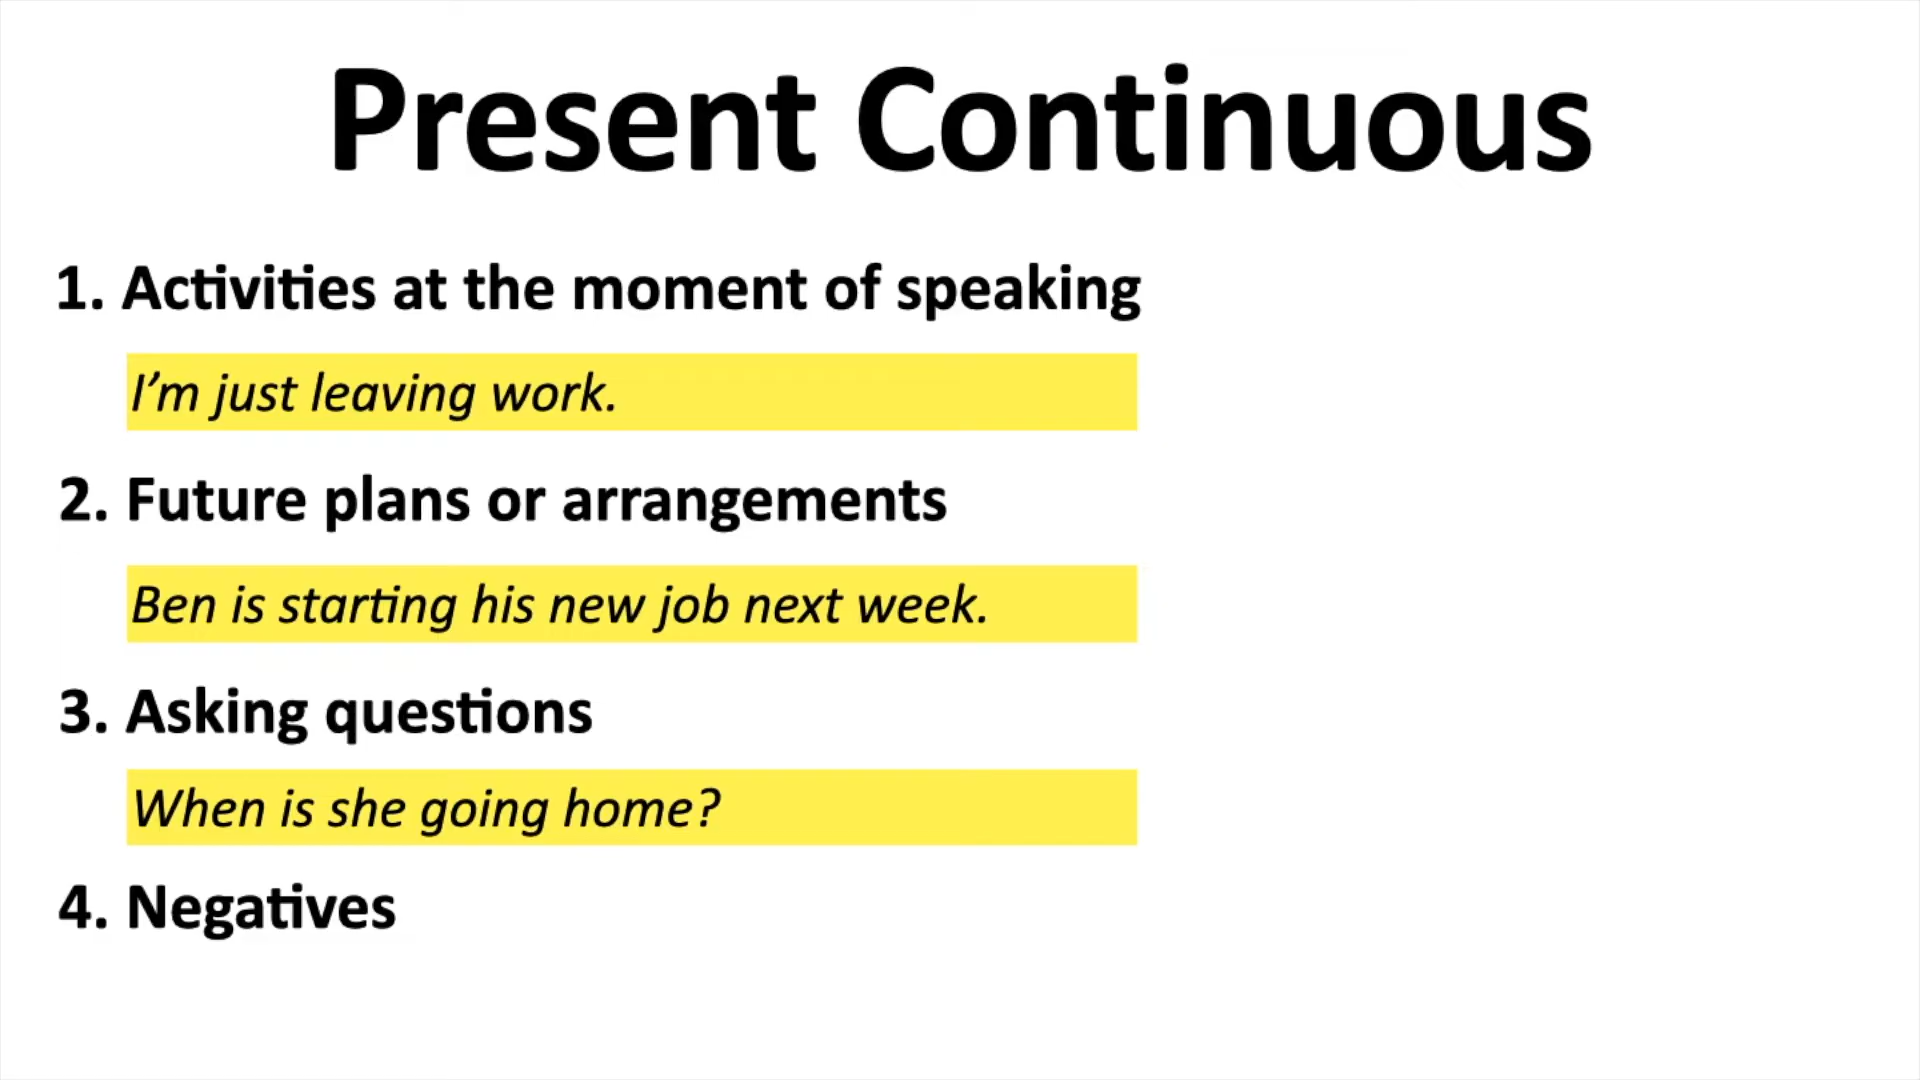 Present Continuous
1. Activities at the moment of speaking
I’m just leaving work.
2. Future plans or arrangements
Ben is starting his new job next week.
3. Asking questions
When is she going home?
4. Negatives